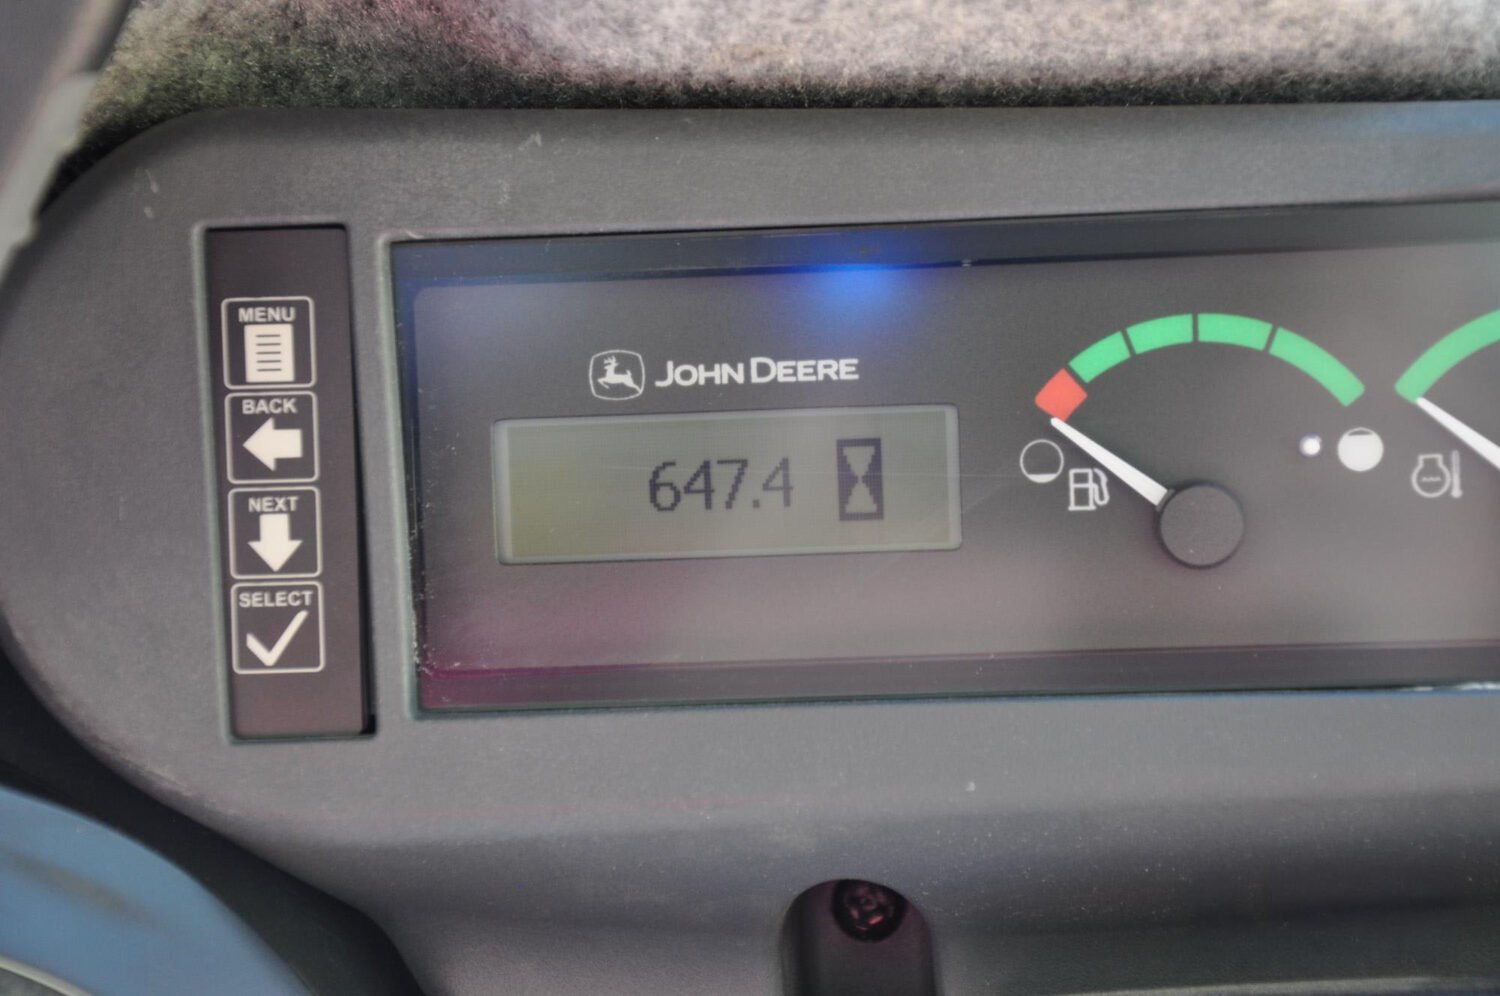 MENU
BACK
NEXT
SELECT
JOHN DEERE
647.4